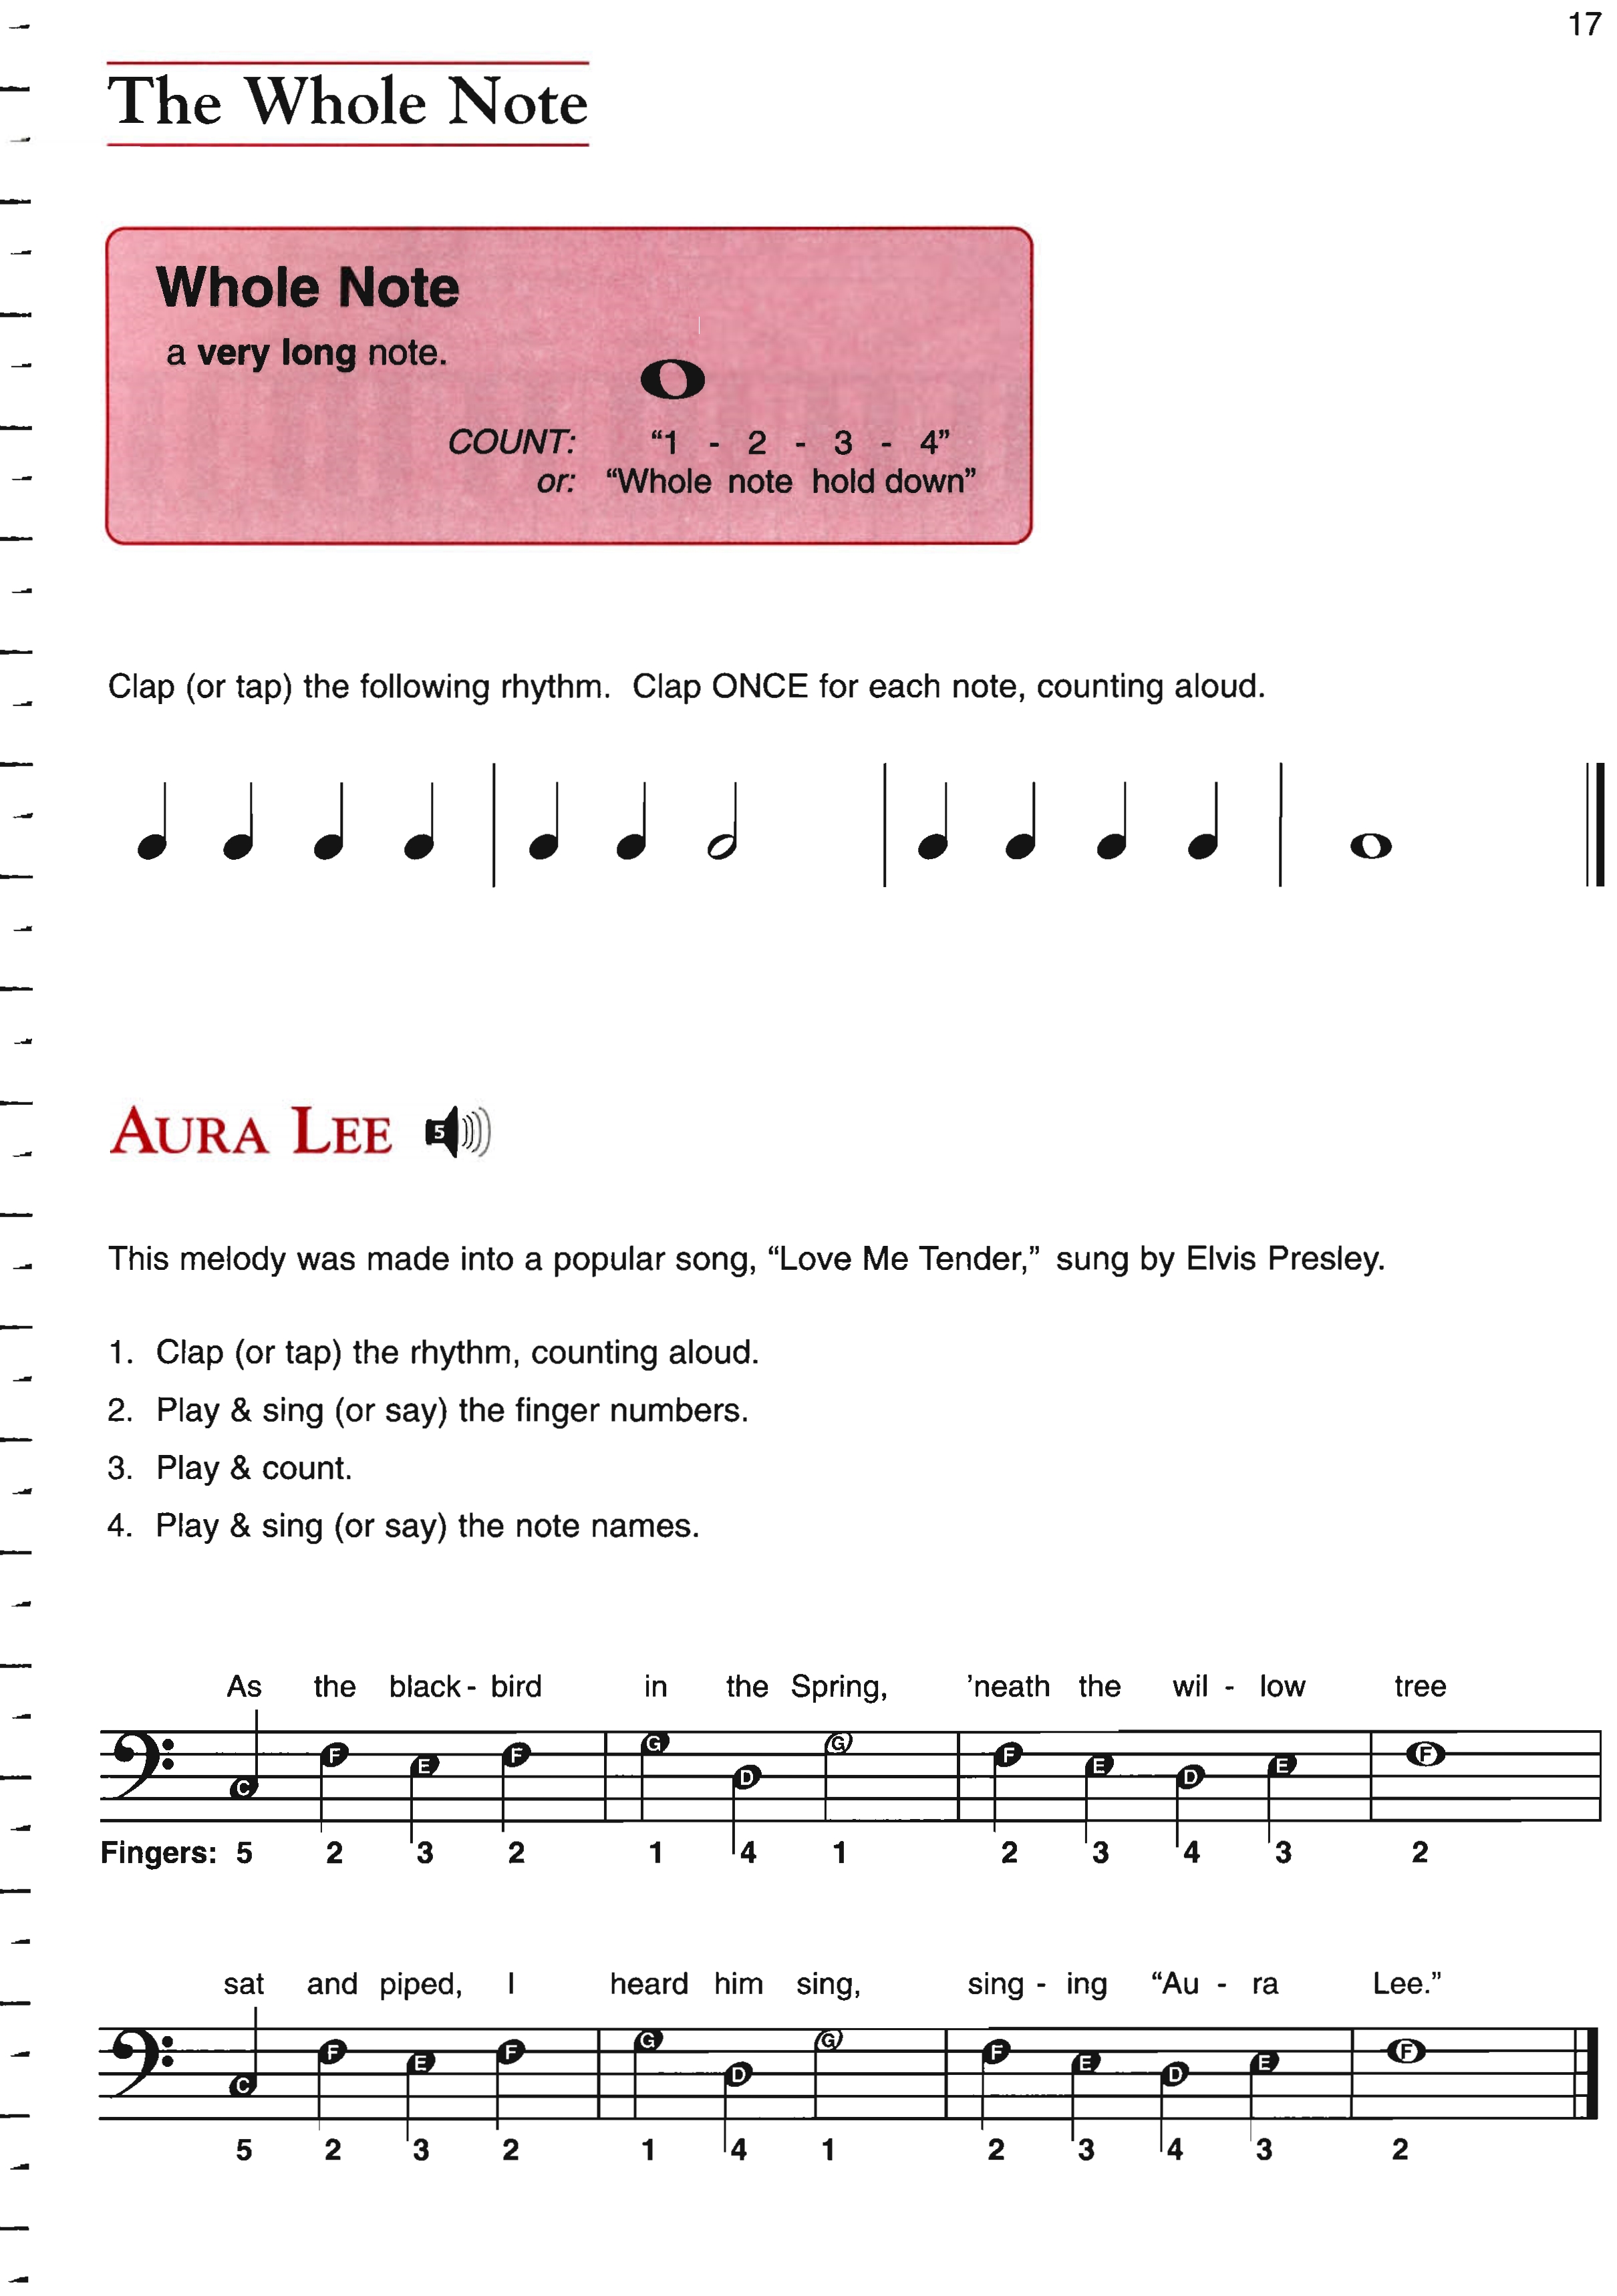 17
The Whole Note
Whole Note
a very long note.
COUNT: “1 - 2 - 3 - 4”
or: “Whole note hold down”
Clap (or tap) the following rhythm. Clap ONCE for each note, counting aloud.
AURA LEE 5
This melody was made into a popular song, “Love Me Tender,” sung by Elvis Presley.
1. Clap (or tap) the rhythm, counting aloud.
2. Play & sing (or say) the finger numbers.
3. Play & count.
4. Play & sing (or say) the note names.
As the black - bird in the Spring, ’neath the wil - low tree
C F E F G D G F E D E F
Fingers: 5 2 3 2 1 4 1 2 3 4 3 2
sat and piped, I heard him sing, sing - ing “Au - ra Lee.”
C F E F G D G F E D E F
5 2 3 2 1 4 1 2 3 4 3 2